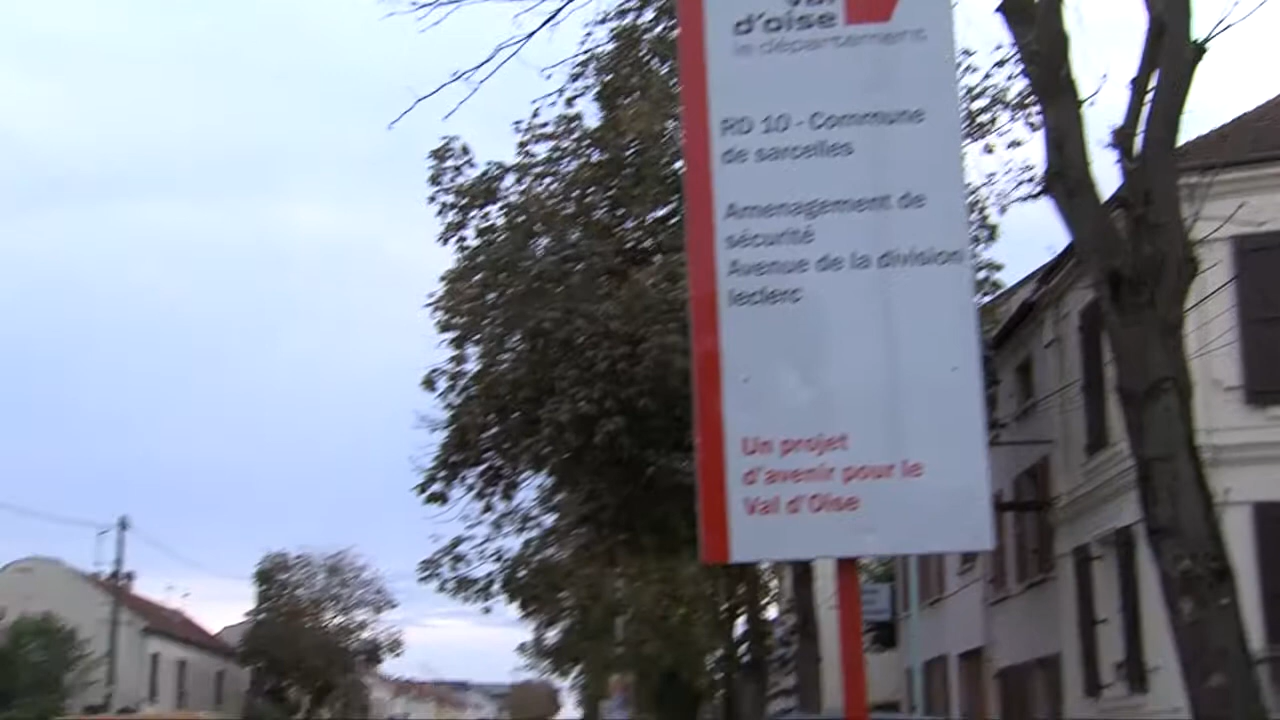 val
d'oise
le département
RD 10 - Commune
de sarcelles
Amenagement de
sécurité
Avenue de la division
leclerc
Un projet
d'avenir pour le
Val d'Oise